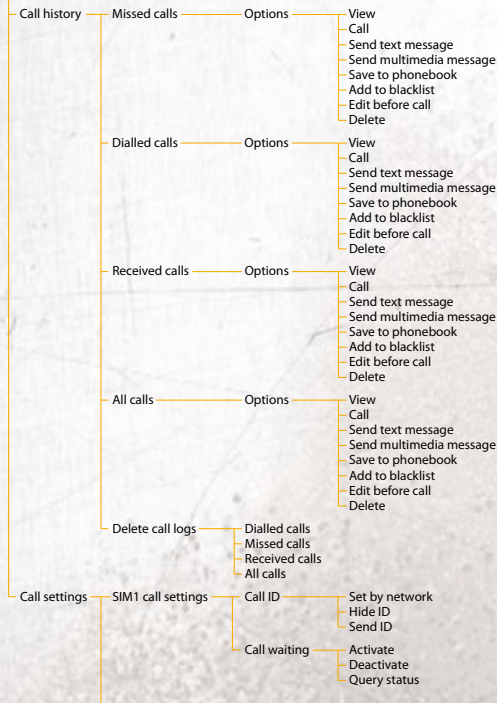 Call history Missed calls Options View
Call
Send text message
Send multimedia message
Save to phonebook
Add to blacklist
Edit before call
Delete
Dialled calls Options View
Call
Send text message
Send multimedia message
Save to phonebook
Add to blacklist
Edit before call
Delete
Received calls Options View
Call
Send text message
Send multimedia message
Save to phonebook
Add to blacklist
Edit before call
Delete
All calls Options View
Call
Send text message
Send multimedia message
Save to phonebook
Add to blacklist
Edit before call
Delete
Delete call logs Dialled calls
Missed calls
Received calls
All calls
Call settings SIM1 call settings Call ID Set by network
Hide ID
Send ID
Call waiting Activate
Deactivate
Query status